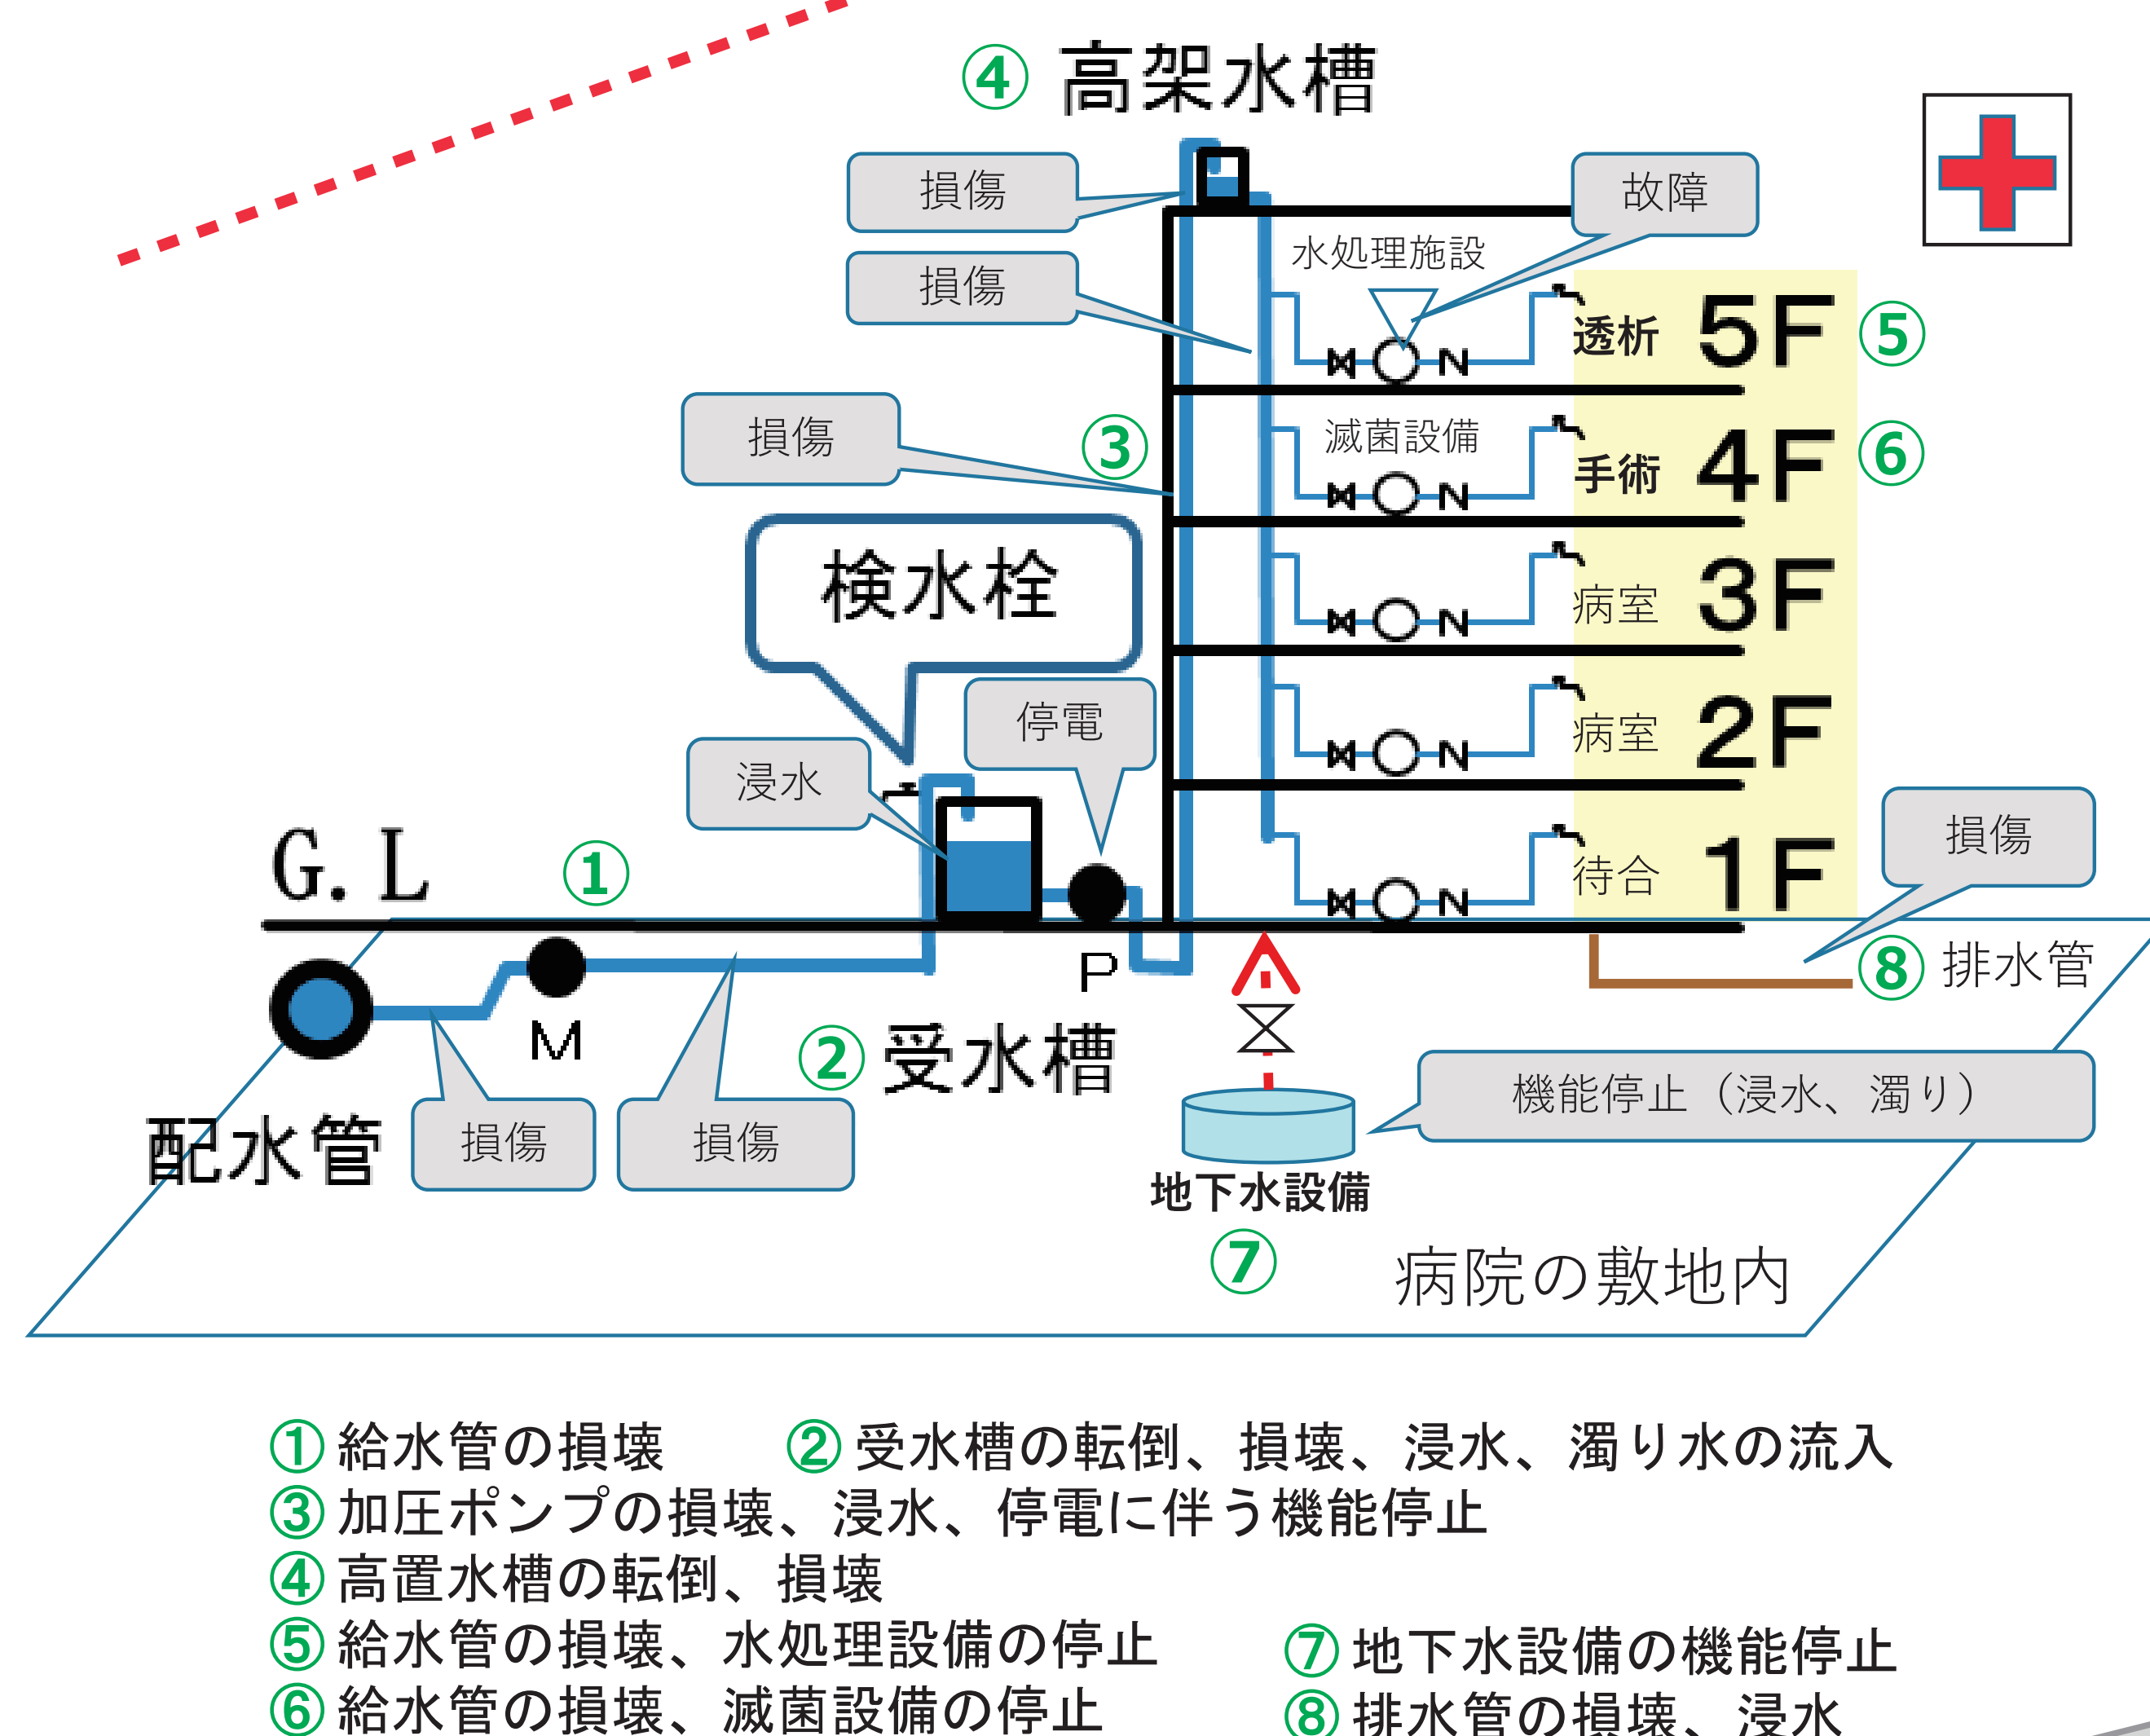 ④ 高架水槽
損傷
故障
水処理施設
損傷
透析 5F ⑤
損傷
③
滅菌設備
手術 4F ⑥
検水栓
病室 3F
停電
病室 2F
浸水
損傷
G.L ①
待合 1F
P
⑧ 排水管
M
② 受水槽
機能停止（浸水、濁り）
配水管
損傷
損傷
地下水設備
⑦
病院の敷地内
① 給水管の損壊 ② 受水槽の転倒、損壊、浸水、濁り水の流入
③ 加圧ポンプの損壊、浸水、停電に伴う機能停止
④ 高置水槽の転倒、損壊
⑤ 給水管の損壊、水処理設備の停止 ⑦ 地下水設備の機能停止
⑥ 給水管の損壊、滅菌設備の停止 ⑧ 排水管の損壊、浸水